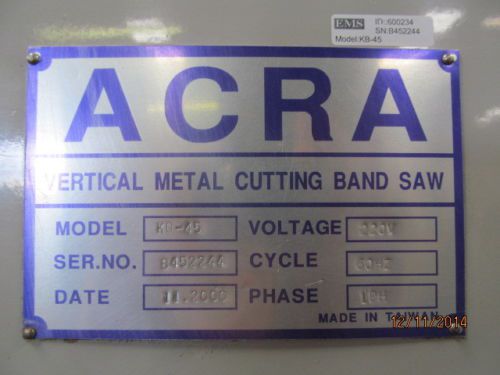 EMS ID:.600234
SN:B452244
Model:KB-45
ACRA
VERTICAL METAL CUTTING BAND SAW
MODEL KB-45 VOLTAGE 220V
SER.NO. B452244 CYCLE 60HZ
DATE 11.2000 PHASE 1PH
MADE IN TAIWAN
12/11/2014